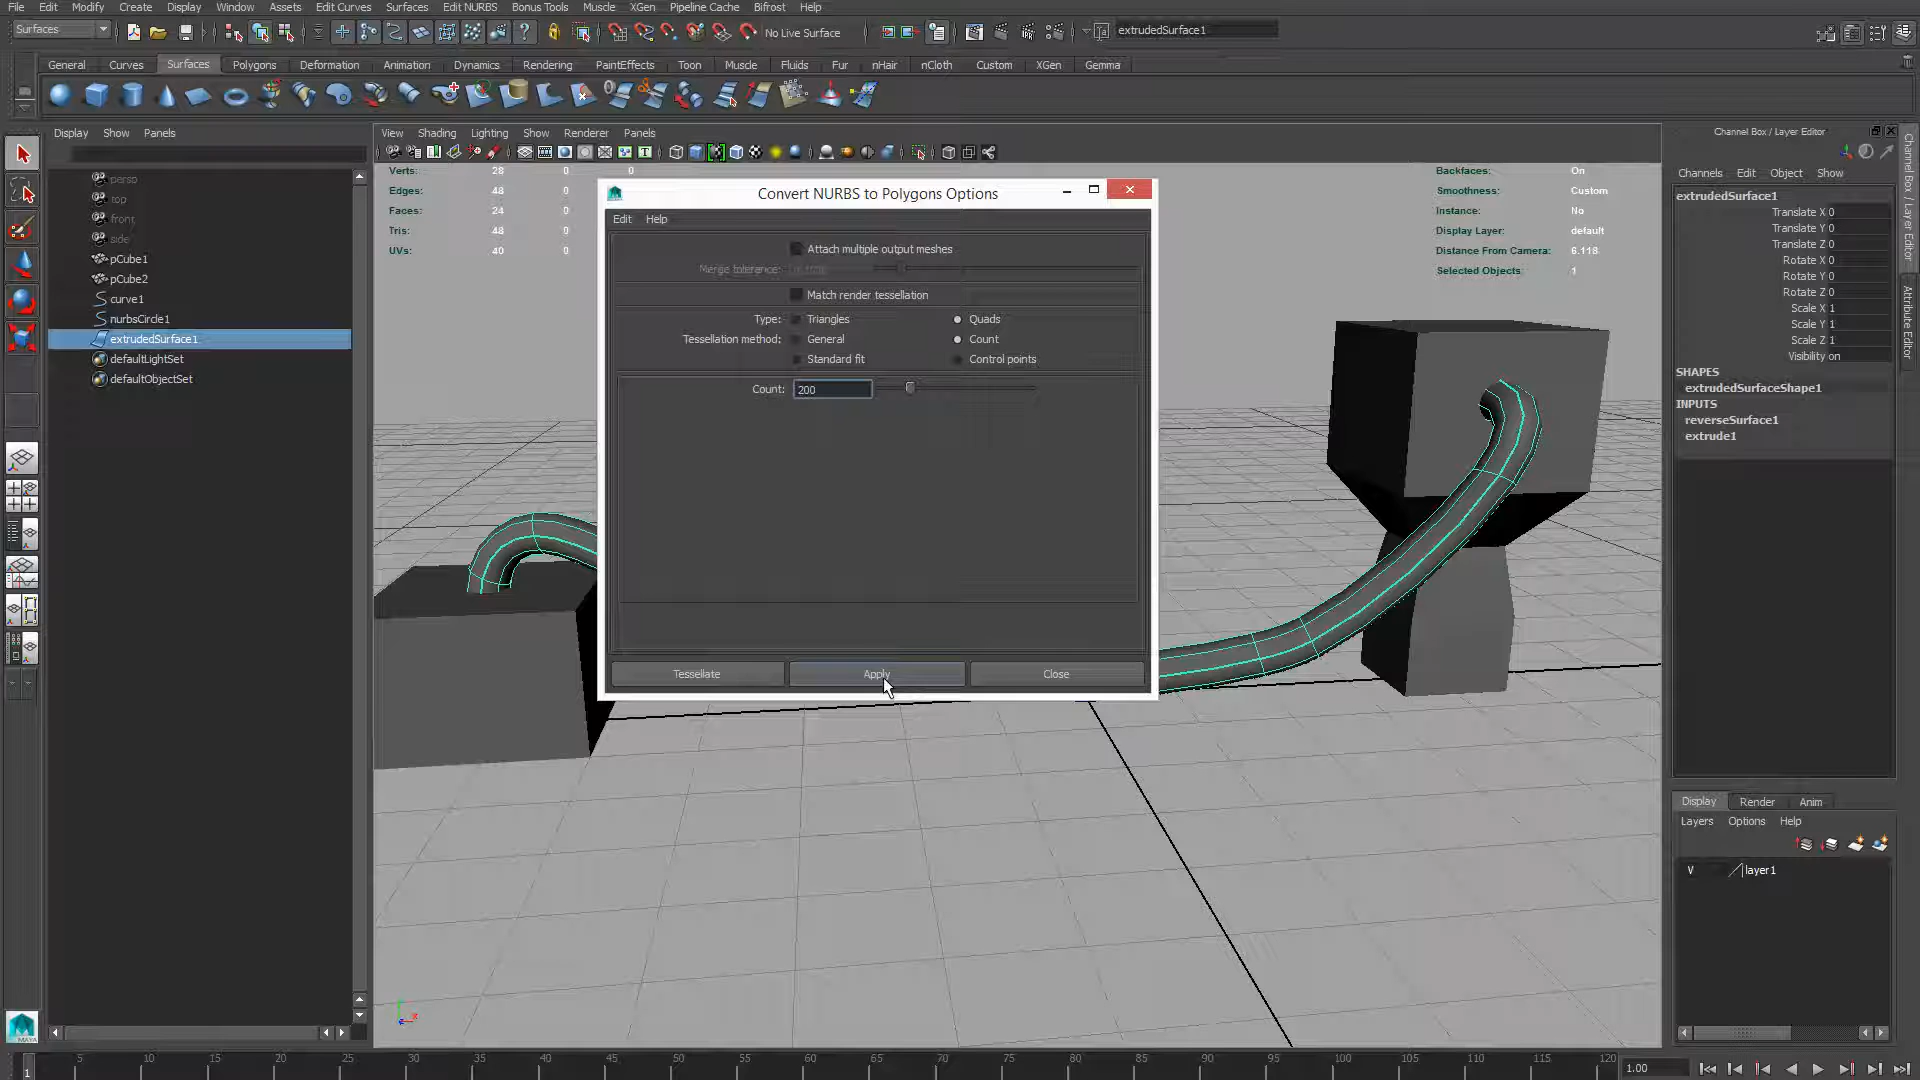 File Edit Modify Create Display Window Assets Edit Curves Surfaces Edit NURBS Bonus Tools Muscle XGen Pipeline Cache Bifrost Help
Surfaces No Live Surface extrudedSurface1
General Curves Surfaces Polygons Deformation Animation Dynamics Rendering PaintEffects Toon Muscle Fluids Fur nHair nCloth Custom XGen Gemma
Display Show Panels
View Shading Lighting Show Renderer Panels
Channel Box / Layer Editor
persp
top
front
side
pCube1
pCube2
curve1
nurbsCircle1
extrudedSurface1
defaultLightSet
defaultObjectSet
Verts: 28 0 0
Edges: 48 0
Faces: 24 0
Tris: 48 0
UVs: 40 0
Backfaces: On
Smoothness: Custom
Instance: No
Display Layer: default
Distance From Camera: 6.118
Selected Objects: 1
Convert NURBS to Polygons Options
Edit Help
Attach multiple output meshes
Merge tolerance:
Match render tessellation
Type: Triangles Quads
Tessellation method: General Count
Standard fit Control points
Count: 200
Tessellate Apply Close
Channels Edit Object Show
extrudedSurface1
Translate X 0
Translate Y 0
Translate Z 0
Rotate X 0
Rotate Y 0
Rotate Z 0
Scale X 1
Scale Y 1
Scale Z 1
Visibility on
SHAPES
extrudedSurfaceShape1
INPUTS
reverseSurface1
extrude1
Channel Box / Layer Editor
Attribute Editor
Display Render Anim
Layers Options Help
V layer1
MAYA
1 5 10 15 20 25 30 35 40 45 50 55 60 65 70 75 80 85 90 95 100 105 110 115 120 1.00